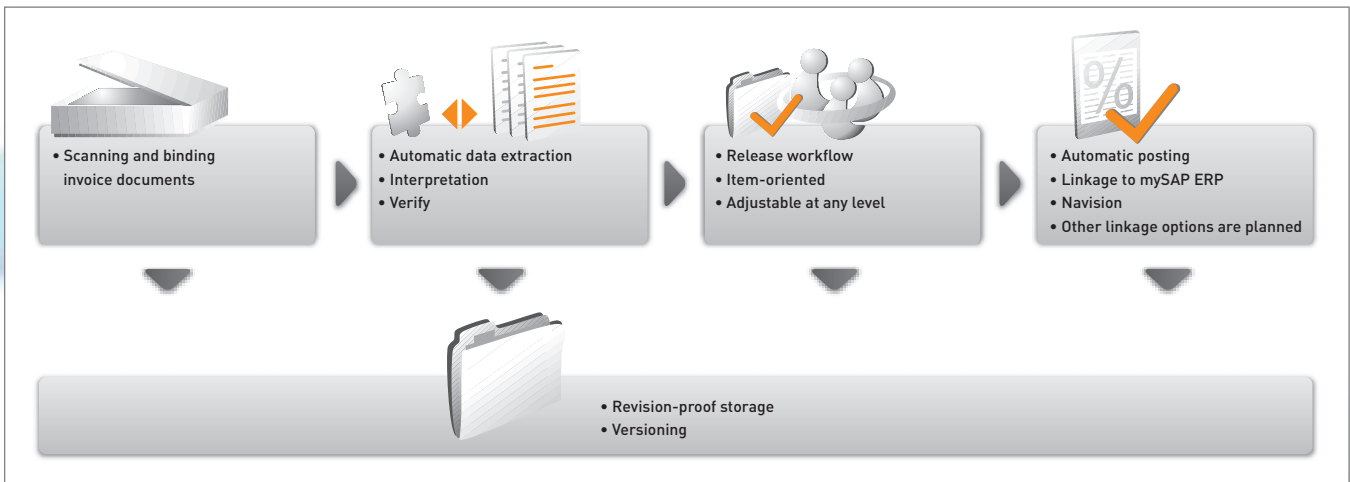 • Scanning and binding
invoice documents
• Automatic data extraction
• Interpretation
• Verify
• Release workflow
• Item-oriented
• Adjustable at any level
%
• Automatic posting
• Linkage to mySAP ERP
• Navision
• Other linkage options are planned
• Revision-proof storage
• Versioning